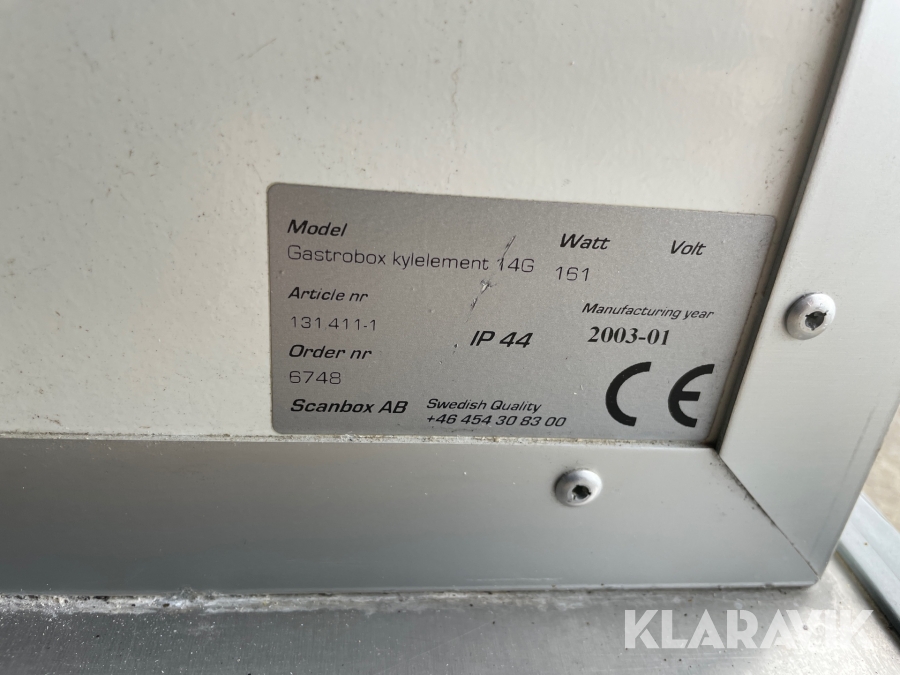 Model Watt Volt
Gastrobox kylelement 14G 161
Article nr Manufacturing year
131 411-1 IP 44 2003-01
Order nr
6748 CE
Scanbox AB Swedish Quality
+46 454 30 83 00
KLARAVIK